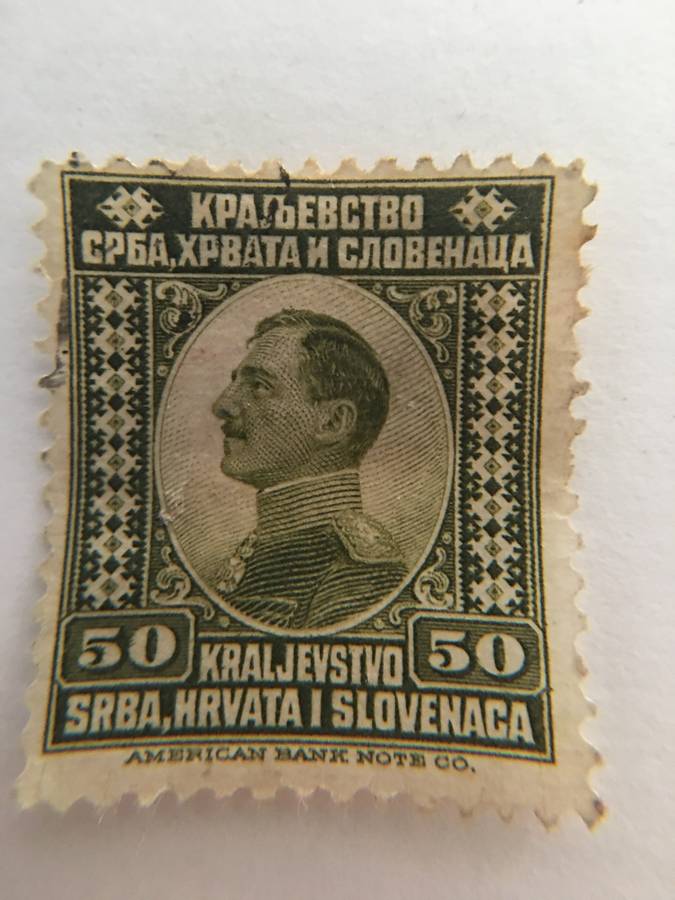 КРАЉЕВСТВО
СРБА, ХРВАТА И СЛОВЕНАЦА
50 50
KRALJEVSTVO
SRBA, HRVATA I SLOVENACA
AMERICAN BANK NOTE CO.